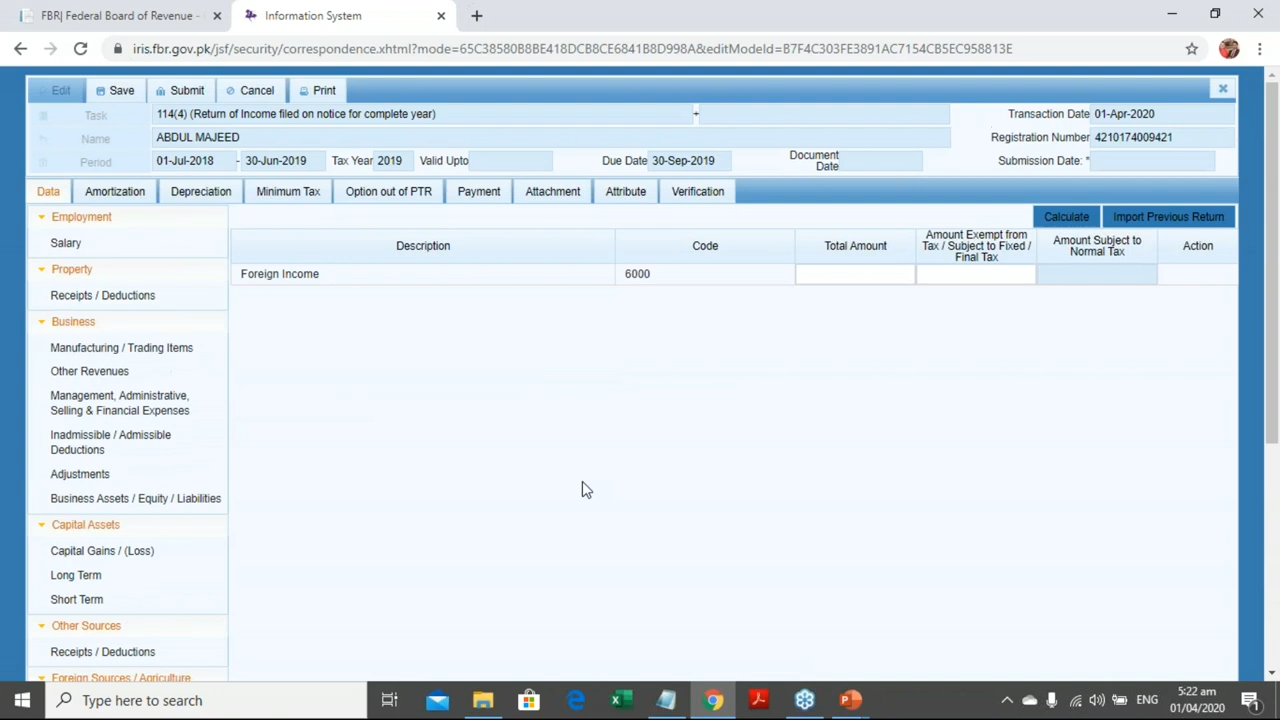 FBR| Federal Board of Revenue -
Information System
iris.fbr.gov.pk/jsf/security/correspondence.xhtml?mode=65C38580B8BE418DCB8CE6841B8D998A&editModeId=B7F4C303FE3891AC7154CB5EC958813E
Edit Save Submit Cancel Print
Task 114(4) (Return of Income filed on notice for complete year) + Transaction Date 01-Apr-2020
Name ABDUL MAJEED Registration Number 4210174009421
Period 01-Jul-2018 - 30-Jun-2019 Tax Year 2019 Valid Upto Due Date 30-Sep-2019 Document Date Submission Date: *
Data Amortization Depreciation Minimum Tax Option out of PTR Payment Attachment Attribute Verification
Employment
Salary
Property
Receipts / Deductions
Business
Manufacturing / Trading Items
Other Revenues
Management, Administrative,
Selling & Financial Expenses
Inadmissible / Admissible
Deductions
Adjustments
Business Assets / Equity / Liabilities
Capital Assets
Capital Gains / (Loss)
Long Term
Short Term
Other Sources
Receipts / Deductions
Foreign Sources / Agriculture
Calculate Import Previous Return
Description Code Total Amount Amount Exempt from Tax / Subject to Fixed / Final Tax Amount Subject to Normal Tax Action
Foreign Income 6000
Type here to search
ENG
5:22 am
01/04/2020
1